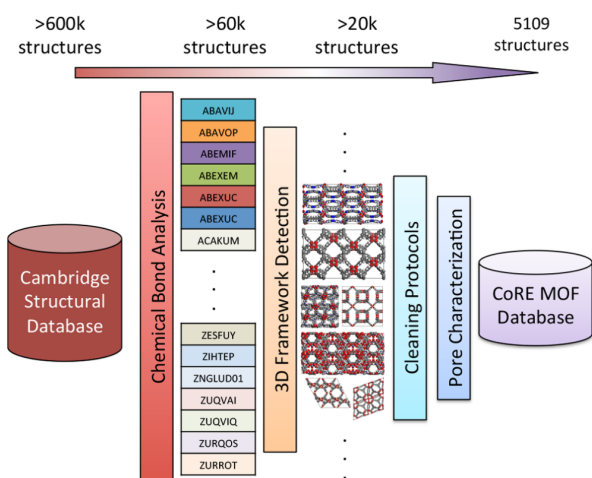 >600k
structures
>60k
structures
>20k
structures
5109
structures
Cambridge
Structural
Database
Chemical Bond Analysis
ABAVIJ
ABAVOP
ABEMIF
ABEXEM
ABEXUC
ABEXUC
ACAKUM
ZESFUY
ZIHTEP
ZNGLUD01
ZUQVAI
ZUQVIQ
ZURQOS
ZURROT
3D Framework Detection
Cleaning Protocols
Pore Characterization
CoRE MOF
Database